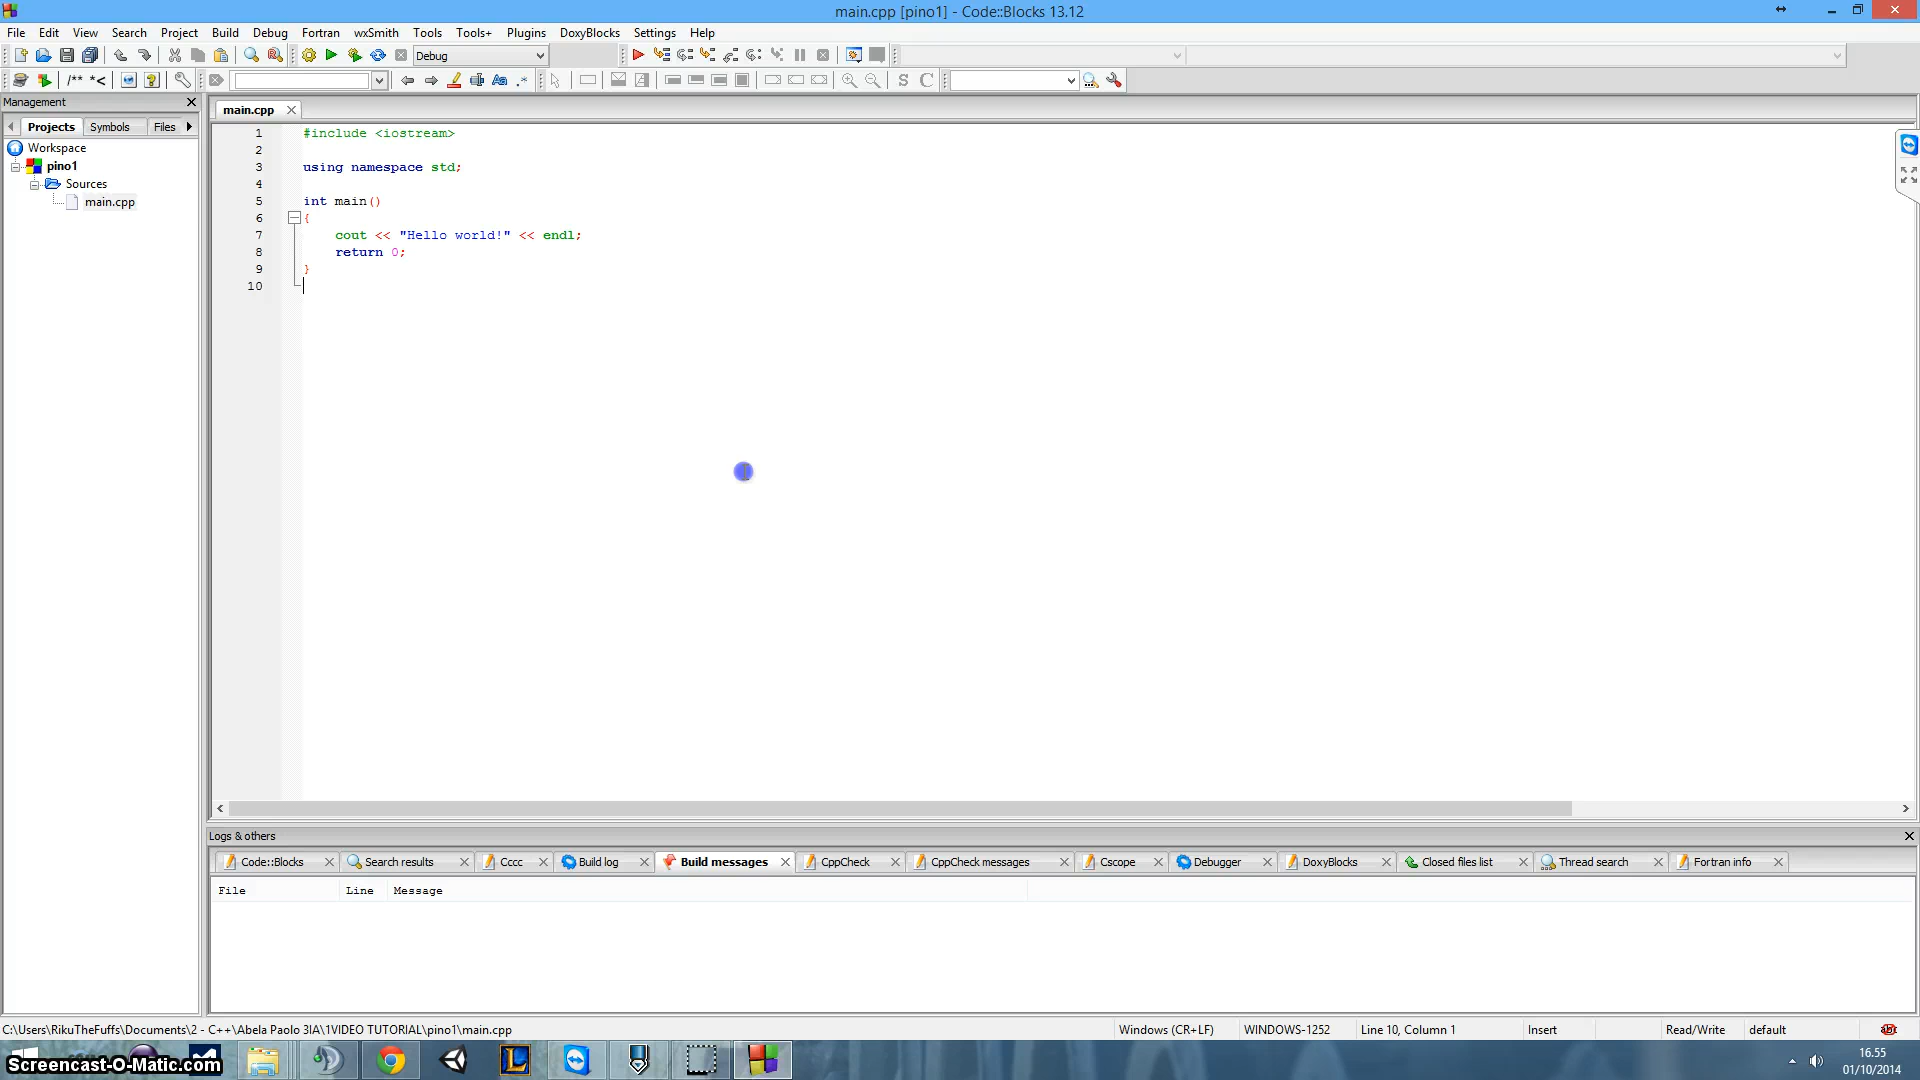 main.cpp [pino1] - Code::Blocks 13.12
File Edit View Search Project Build Debug Fortran wxSmith Tools Tools+ Plugins DoxyBlocks Settings Help
Debug
/** *<
Aa .*
S C
Management
main.cpp
Projects Symbols Files
Workspace
pino1
Sources
main.cpp
1 #include <iostream>
2
3 using namespace std;
4
5 int main()
6 {
7 cout << "Hello world!" << endl;
8 return 0;
9 }
10
Logs & others
Code::Blocks Search results Cccc Build log Build messages CppCheck CppCheck messages Cscope Debugger DoxyBlocks Closed files list Thread search Fortran info
File Line Message
C:\Users\RikuTheFuffs\Documents\2 - C++\Abela Paolo 3IA\1VIDEO TUTORIAL\pino1\main.cpp Windows (CR+LF) WINDOWS-1252 Line 10, Column 1 Insert Read/Write default
Screencast-O-Matic.com
16.55
01/10/2014